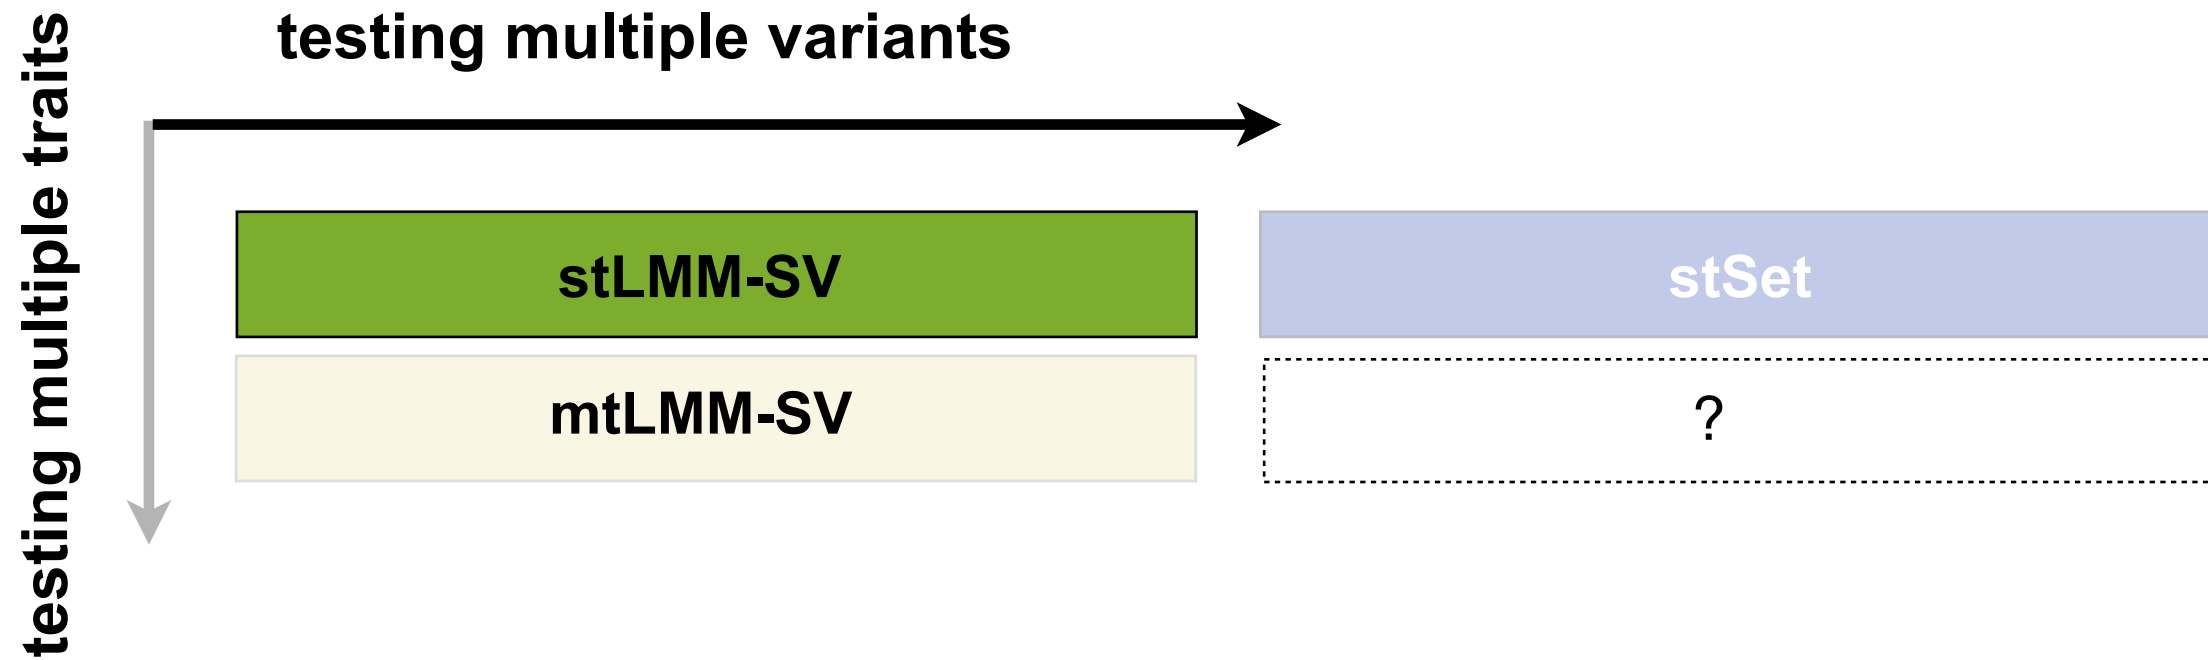 testing multiple variants
testing multiple traits
stLMM-SV
stSet
mtLMM-SV
?